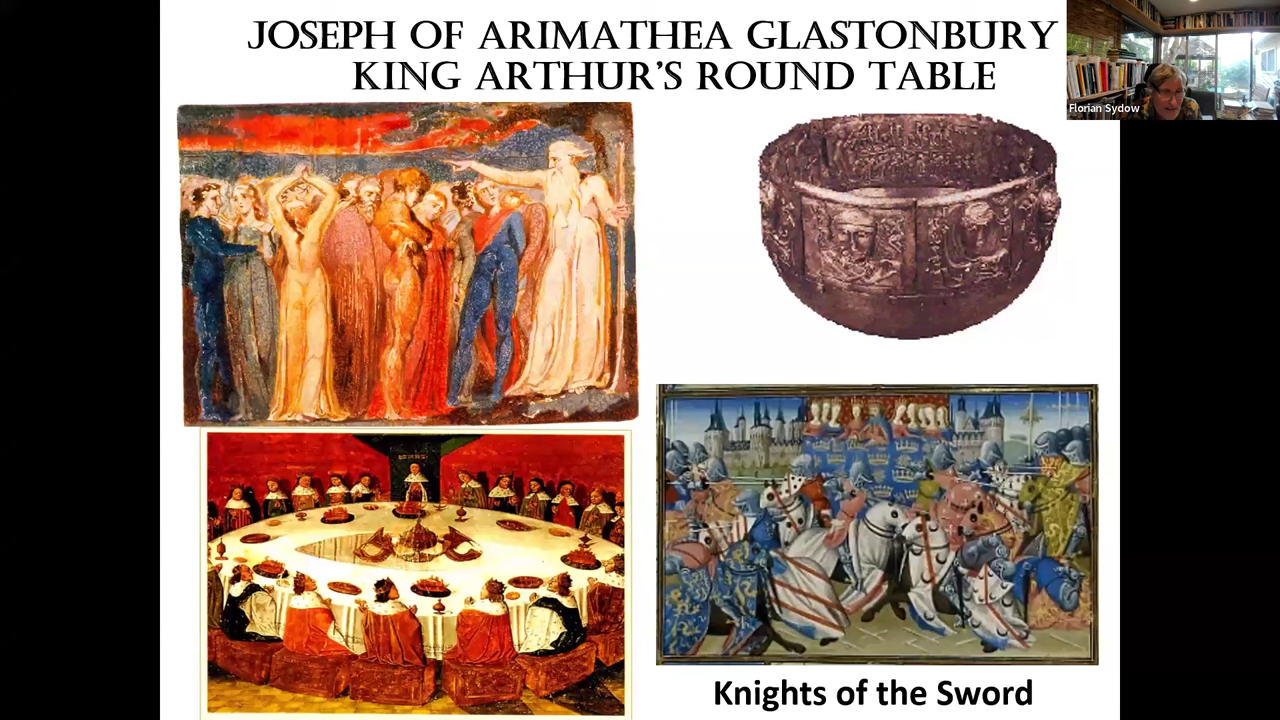 JOSEPH OF ARIMATHEA GLASTONBURY
KING ARTHUR'S ROUND TABLE
Florian Sydow
Knights of the Sword